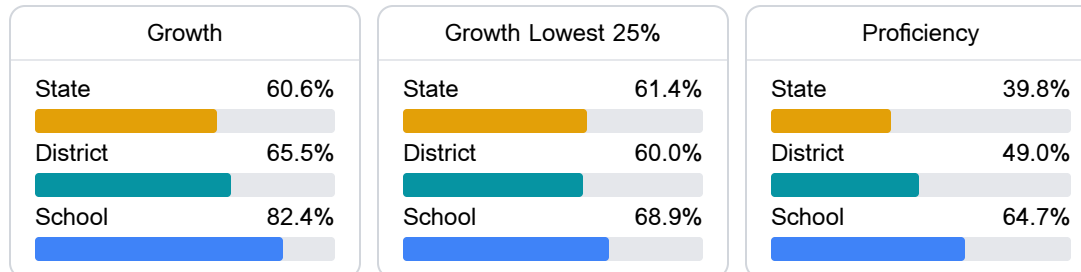 Growth
State 60.6%
District 65.5%
School 82.4%
Growth Lowest 25%
State 61.4%
District 60.0%
School 68.9%
Proficiency
State 39.8%
District 49.0%
School 64.7%